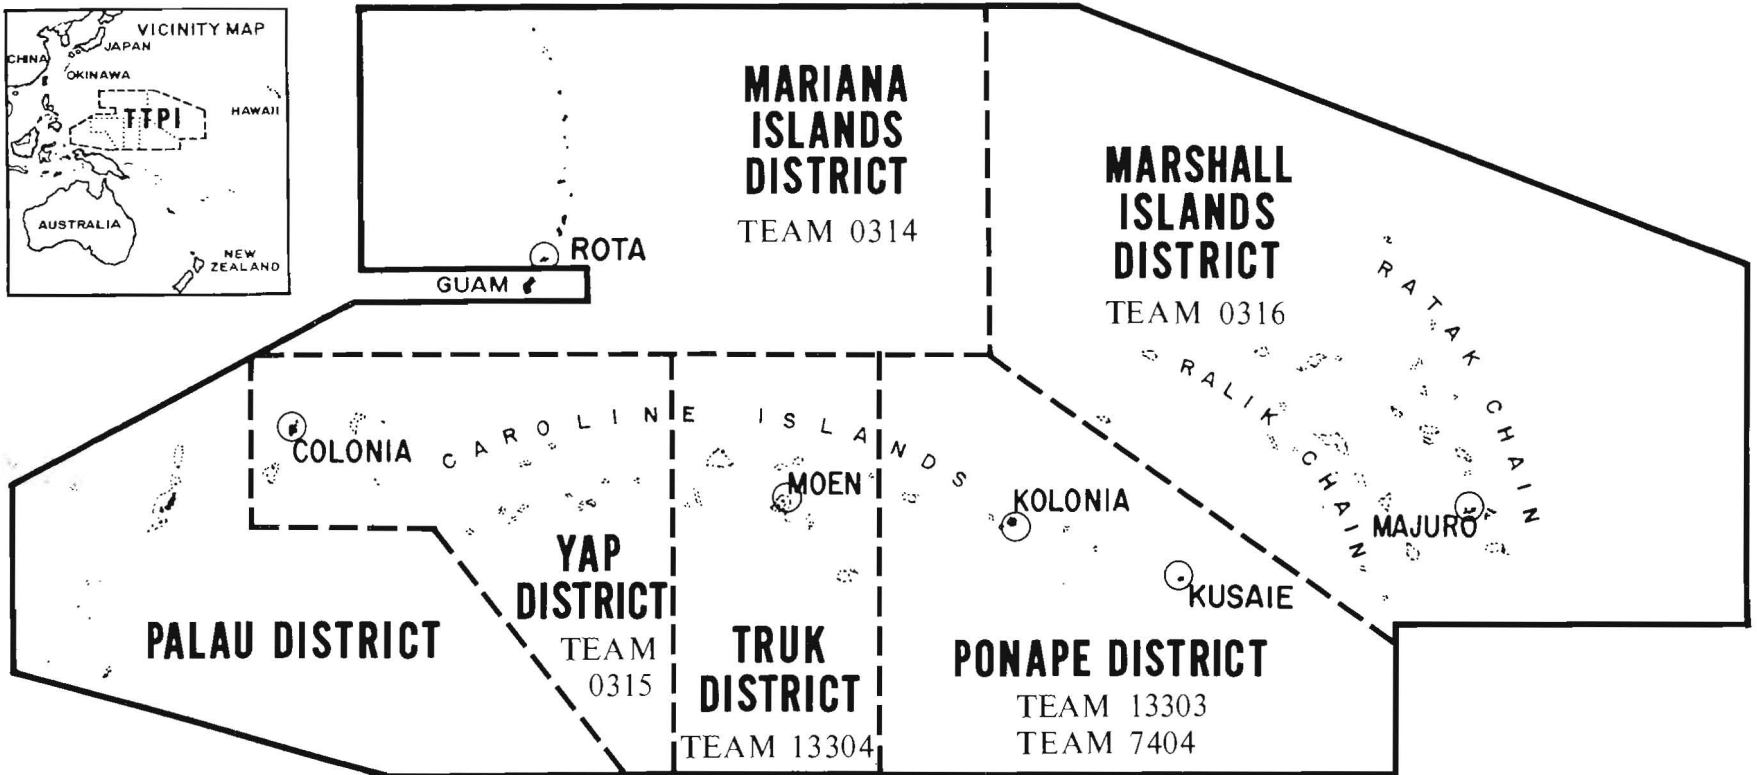 VICINITY MAP
JAPAN
CHINA
OKINAWA
HAWAII
TTPI
AUSTRALIA
NEW
ZEALAND
MARIANA
ISLANDS
DISTRICT
TEAM 0314
ROTA
GUAM
MARSHALL
ISLANDS
DISTRICT
TEAM 0316
RATAK CHAIN
RALIK CHAIN
MAJURO
CAROLINE ISLANDS
COLONIA
MOEN
KOLONIA
KUSAIE
PALAU DISTRICT
YAP
DISTRICT
TEAM
0315
TRUK
DISTRICT
TEAM 13304
PONAPE DISTRICT
TEAM 13303
TEAM 7404